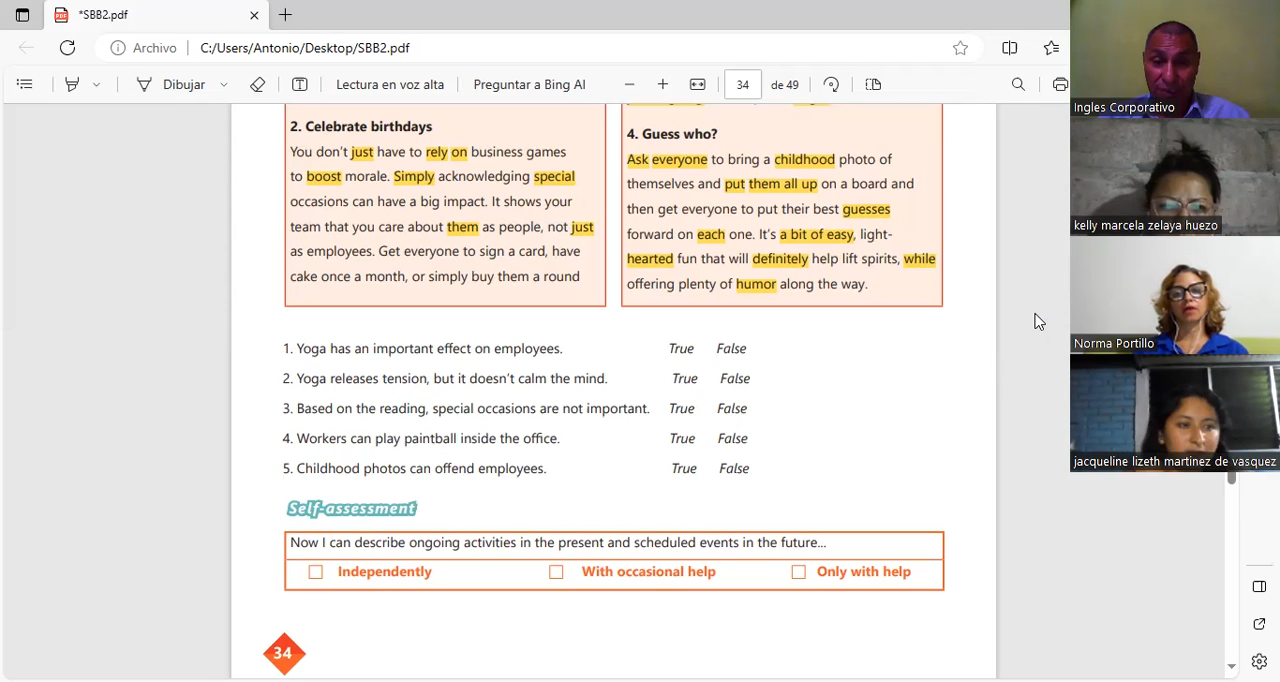 *SBB2.pdf
Archivo
C:/Users/Antonio/Desktop/SBB2.pdf
Dibujar
Lectura en voz alta
Preguntar a Bing AI
34
de 49
2. Celebrate birthdays
You don't just have to rely on business games
to boost morale. Simply acknowledging special
occasions can have a big impact. It shows your
team that you care about them as people, not just
as employees. Get everyone to sign a card, have
cake once a month, or simply buy them a round
4. Guess who?
Ask everyone to bring a childhood photo of
themselves and put them all up on a board and
then get everyone to put their best guesses
forward on each one. It's a bit of easy, light-
hearted fun that will definitely help lift spirits, while
offering plenty of humor along the way.
1. Yoga has an important effect on employees. True False
2. Yoga releases tension, but it doesn't calm the mind. True False
3. Based on the reading, special occasions are not important. True False
4. Workers can play paintball inside the office. True False
5. Childhood photos can offend employees. True False
Self-assessment
Now I can describe ongoing activities in the present and scheduled events in the future...
Independently With occasional help Only with help
34
Ingles Corporativo
kelly marcela zelaya huezo
Norma Portillo
jacqueline lizeth martinez de vasquez